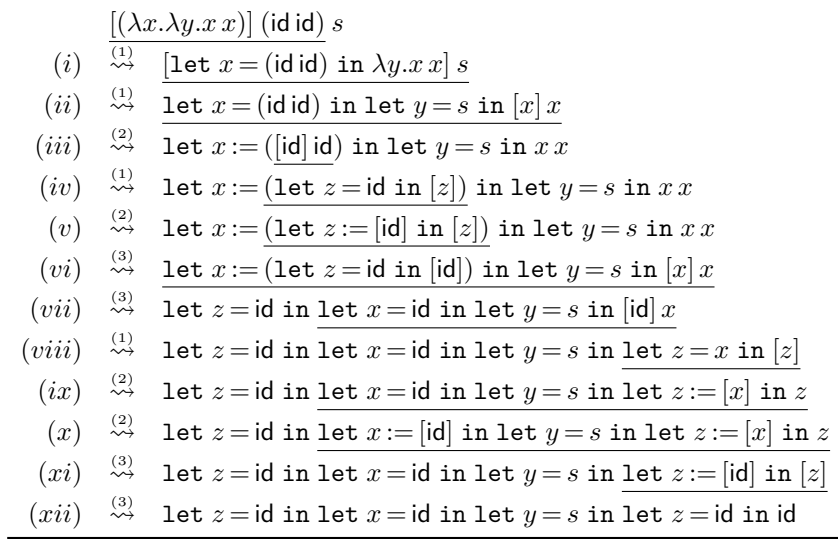 [(λx.λy.x x)] (id id) s
(i) ⇝(1) [let x = (id id) in λy.x x] s
(ii) ⇝(1) let x = (id id) in let y = s in [x] x
(iii) ⇝(2) let x := ([id] id) in let y = s in x x
(iv) ⇝(1) let x := (let z = id in [z]) in let y = s in x x
(v) ⇝(2) let x := (let z := [id] in [z]) in let y = s in x x
(vi) ⇝(3) let x := (let z = id in [id]) in let y = s in [x] x
(vii) ⇝(3) let z = id in let x = id in let y = s in [id] x
(viii) ⇝(1) let z = id in let x = id in let y = s in let z = x in [z]
(ix) ⇝(2) let z = id in let x = id in let y = s in let z := [x] in z
(x) ⇝(2) let z = id in let x := [id] in let y = s in let z := [x] in z
(xi) ⇝(3) let z = id in let x = id in let y = s in let z := [id] in [z]
(xii) ⇝(3) let z = id in let x = id in let y = s in let z = id in id